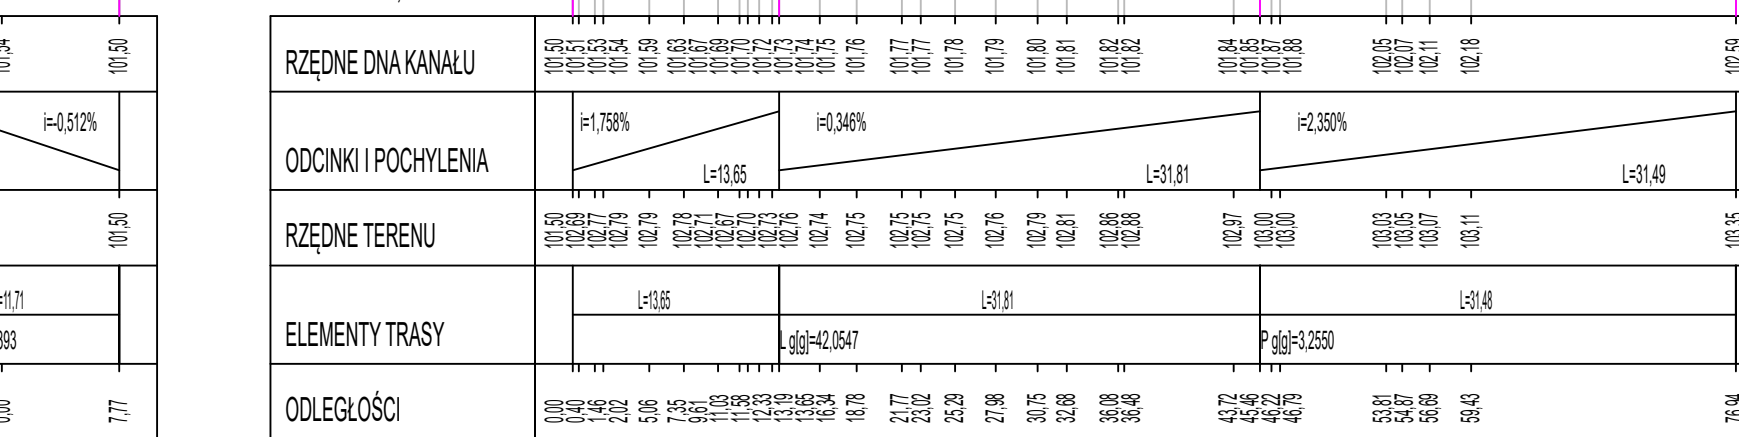 101,50
RZĘDNE DNA KANAŁU
101,50 101,51 101,53 101,54 101,59 101,63 101,67 101,69 101,70 101,72 101,73 101,74 101,75 101,76 101,77 101,77 101,78 101,79 101,80 101,81 101,82 101,82 101,84 101,85 101,87 101,88 102,05 102,07 102,11 102,18 102,59
i=-0,512%
i=1,758%
i=0,346%
i=2,350%
ODCINKI I POCHYLENIA
L=13,65
L=31,81
L=31,49
101,50
RZĘDNE TERENU
101,50 102,69 102,77 102,79 102,79 102,78 102,71 102,67 102,70 102,73 102,76 102,74 102,75 102,75 102,75 102,75 102,76 102,79 102,81 102,86 102,88 102,97 103,00 103,00 103,03 103,05 103,07 103,11 103,35
=11,71
L=13,65
L=31,81
L=31,48
393
ELEMENTY TRASY
L g[g]=42,0547
P g[g]=3,2550
0,00
7,77
ODLEGŁOŚCI
0,00 0,40 1,46 2,02 5,06 7,35 9,61 11,03 11,58 12,33 13,19 13,65 16,34 18,78 21,77 23,02 25,29 27,98 30,75 32,68 36,08 36,48 43,72 45,46 46,22 46,79 53,81 54,87 56,69 59,43 76,94